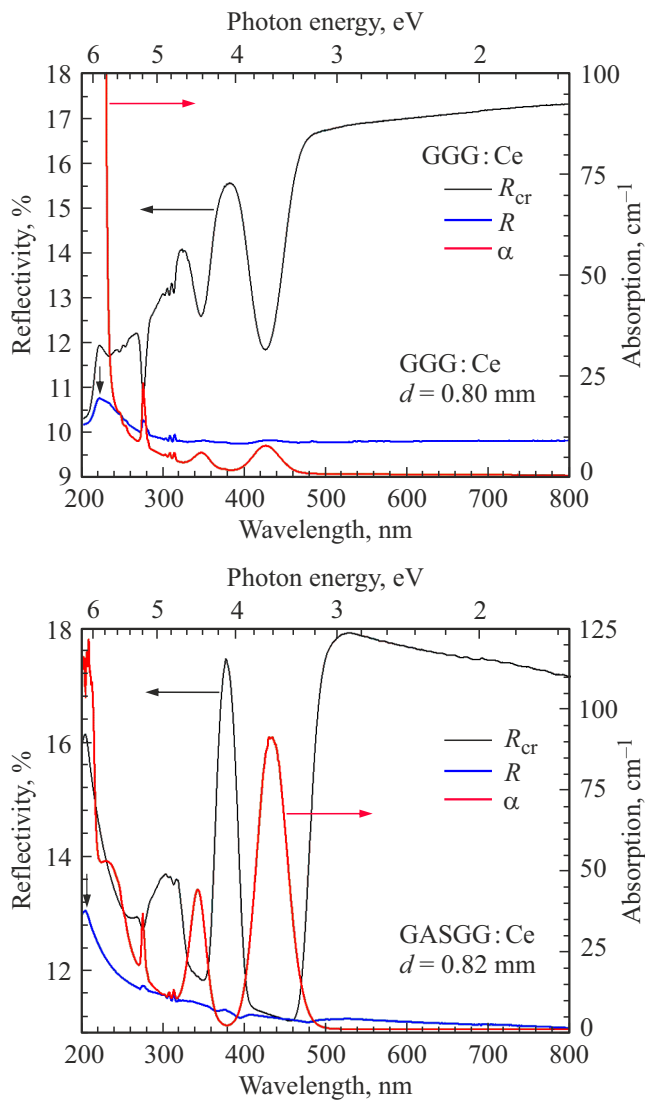 Photon energy, eV
6 5 4 3 2
18 100
17
16 75
15
14 50
13
12 25
11
10
9 0
Reflectivity, %
Absorption, cm⁻¹
GGG:Ce
R_cr
R
α
GGG:Ce
d = 0.80 mm
200 300 400 500 600 700 800
Wavelength, nm
Photon energy, eV
6 5 4 3 2
18 125
100
16
75
14 50
25
12
0
Reflectivity, %
Absorption, cm⁻¹
R_cr
R
α
GASGG:Ce
d = 0.82 mm
200 300 400 500 600 700 800
Wavelength, nm